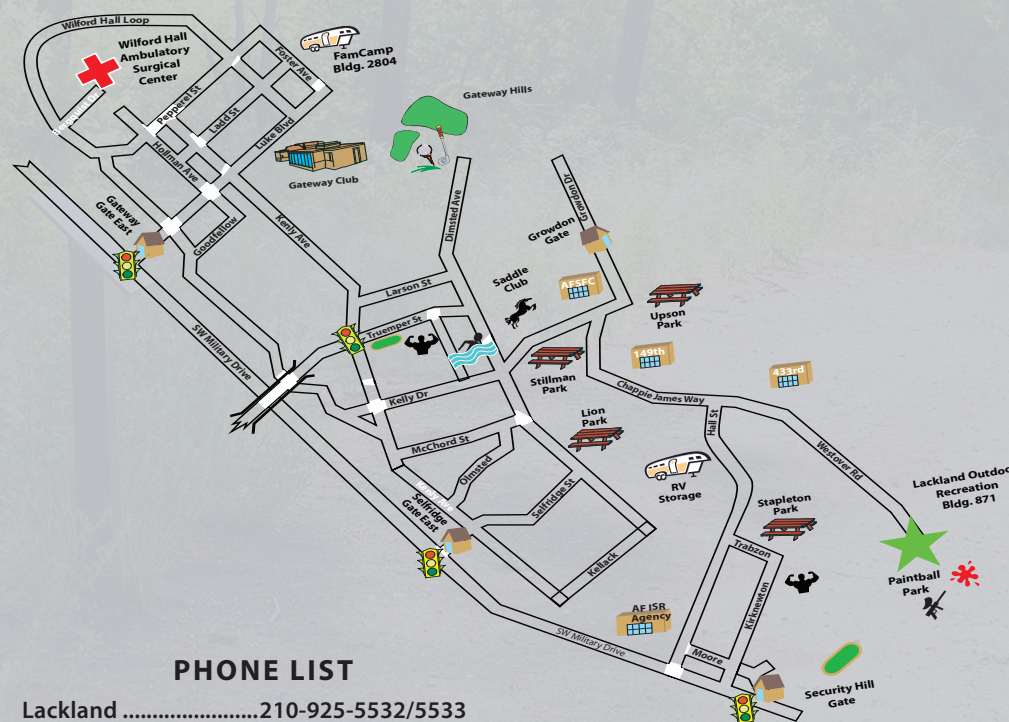 Wilford Hall Loop
Wilford Hall
Ambulatory
Surgical
Center
Pepperel St
Ladd St
Luke Blvd
Foster Ave
FamCamp
Bldg. 2804
Gateway Hills
Gateway Club
Hollman Ave
Gateway
Gate East
Goodfellow
Kenly Ave
Olmsted Ave
Growdon Dr
Growdon
Gate
Saddle
Club
AFSFC
Larson St
Truemper St
Upson
Park
149th
433rd
Stillman
Park
SW Military Drive
Kelly Dr
Chappie James Way
Lion
Park
Hall St
McChord St
Olmsted
Westover Rd
RV
Storage
Lackland Outdoo
Recreation
Bldg. 871
Selfridge
Gate East
Selfridge St
Stapleton
Park
Trabzon
Kellack
Kirknewton
Paintball
Park
AF ISR
Agency
SW Military Drive
Moore
Security Hill
Gate
PHONE LIST
Lackland .......................210-925-5532/5533